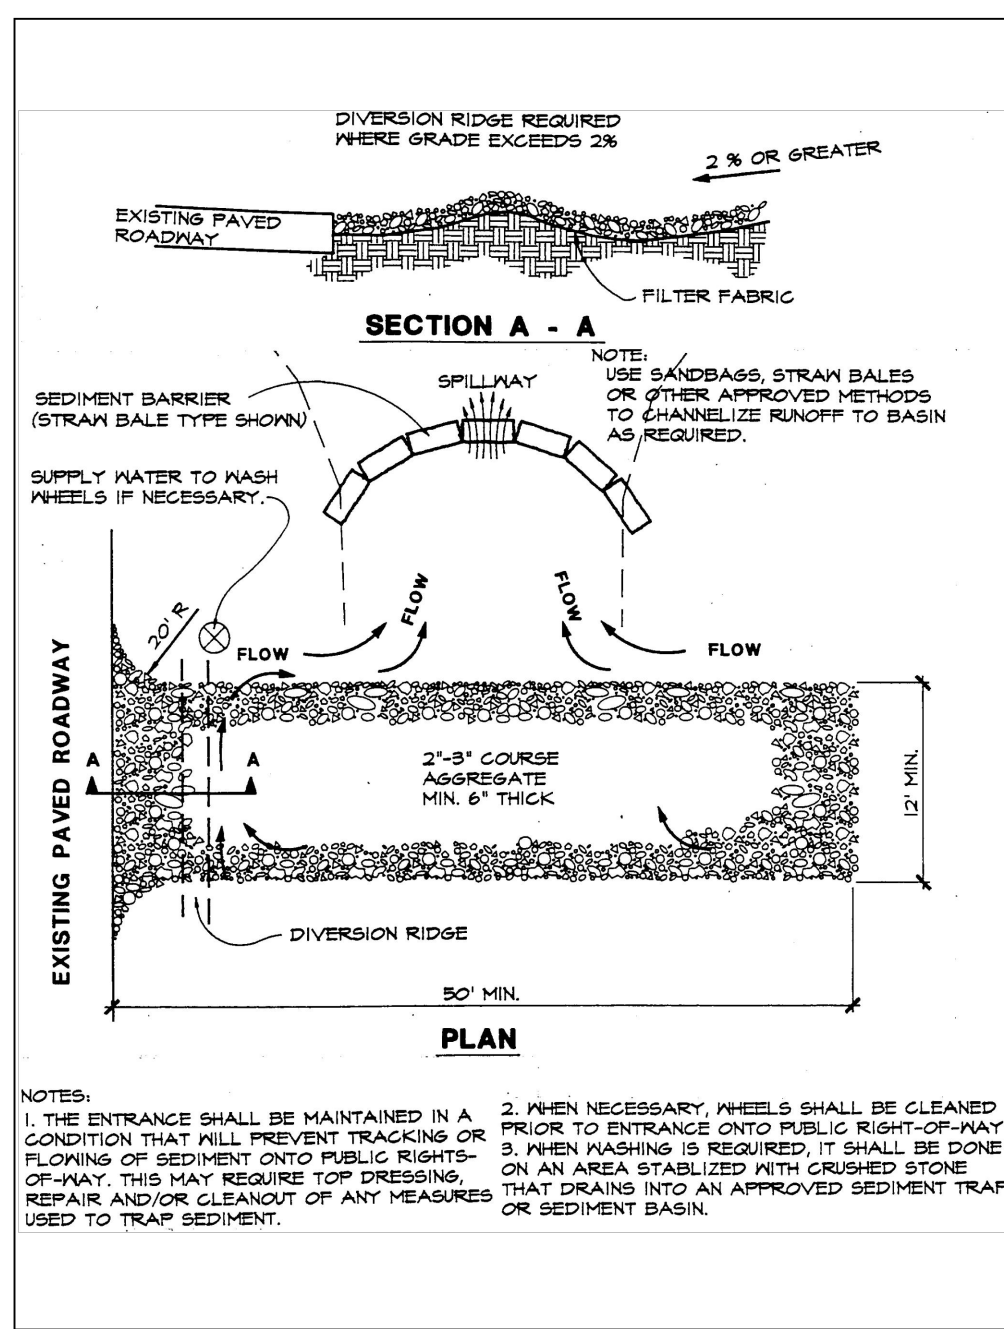 DIVERSION RIDGE REQUIRED
WHERE GRADE EXCEEDS 2%
2 % OR GREATER
EXISTING PAVED
ROADWAY
FILTER FABRIC
SECTION A - A
NOTE:
USE SANDBAGS, STRAW BALES
OR OTHER APPROVED METHODS
TO CHANNELIZE RUNOFF TO BASIN
AS REQUIRED.
SPILLWAY
SEDIMENT BARRIER
(STRAW BALE TYPE SHOWN)
SUPPLY WATER TO WASH
WHEELS IF NECESSARY.
FLOW
FLOW
20' R
FLOW
FLOW
EXISTING PAVED ROADWAY
A
A
2"-3" COURSE
AGGREGATE
MIN. 6" THICK
12' MIN.
DIVERSION RIDGE
50' MIN.
PLAN
NOTES:
1. THE ENTRANCE SHALL BE MAINTAINED IN A
CONDITION THAT WILL PREVENT TRACKING OR
FLOWING OF SEDIMENT ONTO PUBLIC RIGHTS-
OF-WAY. THIS MAY REQUIRE TOP DRESSING,
REPAIR AND/OR CLEANOUT OF ANY MEASURES
USED TO TRAP SEDIMENT.
2. WHEN NECESSARY, WHEELS SHALL BE CLEANED
PRIOR TO ENTRANCE ONTO PUBLIC RIGHT-OF-WAY
3. WHEN WASHING IS REQUIRED, IT SHALL BE DONE
ON AN AREA STABLIZED WITH CRUSHED STONE
THAT DRAINS INTO AN APPROVED SEDIMENT TRAP
OR SEDIMENT BASIN.